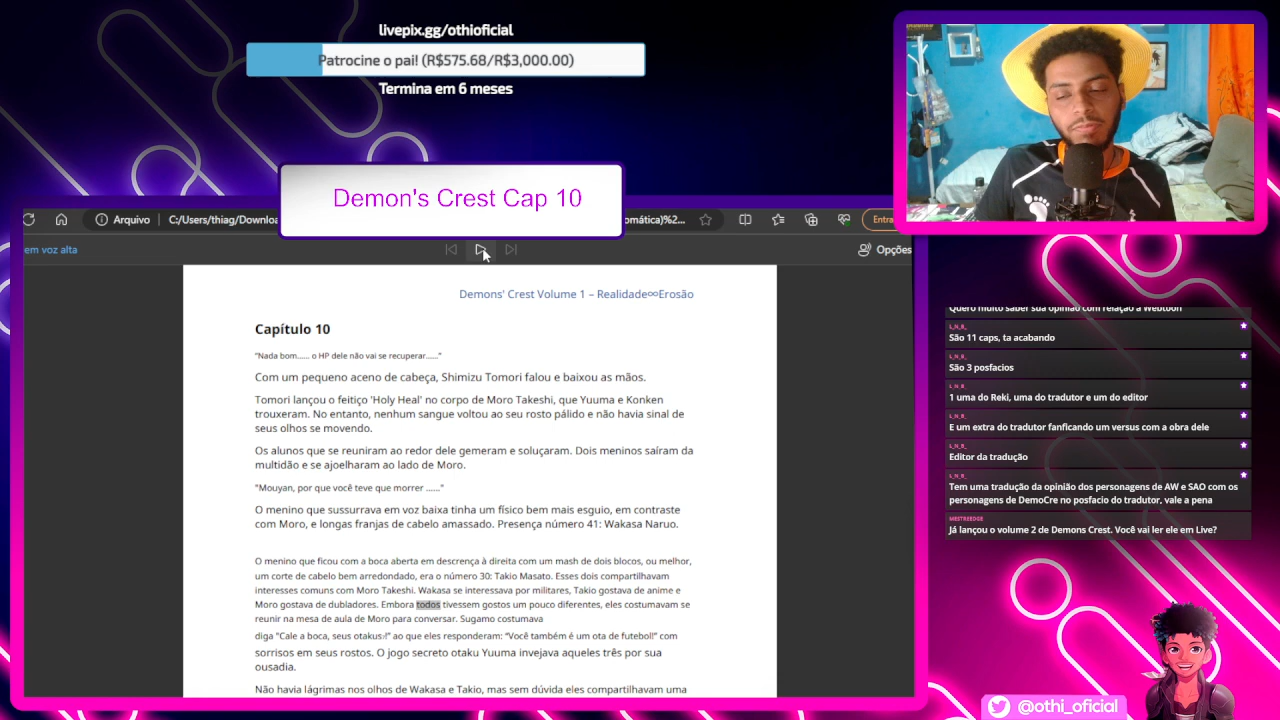 livepix.gg/othioficial
Patrocine o pai! (R$575.68/R$3,000.00)
Termina em 6 meses
Demon's Crest Cap 10
Arquivo
C:/Users/thiag/Downloa
omática)%2...
Entra
em voz alta
Opções
Demons' Crest Volume 1 – Realidade∞Erosão
Capítulo 10
“Nada bom...... o HP dele não vai se recuperar......”
Com um pequeno aceno de cabeça, Shimizu Tomori falou e baixou as mãos.
Tomori lançou o feitiço 'Holy Heal' no corpo de Moro Takeshi, que Yuuma e Konken
trouxeram. No entanto, nenhum sangue voltou ao seu rosto pálido e não havia sinal de
seus olhos se movendo.
Os alunos que se reuniram ao redor dele gemeram e soluçaram. Dois meninos saíram da
multidão e se ajoelharam ao lado de Moro.
"Mouyan, por que você teve que morrer ......"
O menino que sussurrava em voz baixa tinha um físico bem mais esguio, em contraste
com Moro, e longas franjas de cabelo amassado. Presença número 41: Wakasa Naruo.
O menino que ficou com a boca aberta em descrença à direita com um mash de dois blocos, ou melhor,
um corte de cabelo bem arredondado, era o número 30: Takio Masato. Esses dois compartilhavam
interesses comuns com Moro Takeshi. Wakasa se interessava por militares, Takio gostava de anime e
Moro gostava de dubladores. Embora todos tivessem gostos um pouco diferentes, eles costumavam se
reunir na mesa de aula de Moro para conversar. Sugamo costumava
diga "Cale a boca, seus otakus♪!" ao que eles responderam: “Você também é um ota de futebol!” com
sorrisos em seus rostos. O jogo secreto otaku Yuuma invejava aqueles três por sua
ousadia.
Não havia lágrimas nos olhos de Wakasa e Takio, mas sem dúvida eles compartilhavam uma
Quero muito saber sua opinião com relação a Webtoon
L_N_B_
São 11 caps, ta acabando
L_N_B_
São 3 posfacios
L_N_B
1 uma do Reki, uma do tradutor e um do editor
L_N_B_
E um extra do tradutor fanficando um versus com a obra dele
L_N_B_
Editor da tradução
L_N_B_
Tem uma tradução da opinião dos personagens de AW e SAO com os
personagens de DemoCre no posfacio do tradutor, vale a pena
MESTREEDGE
Já lançou o volume 2 de Demons Crest. Você vai ler ele em Live?
@othi_oficial